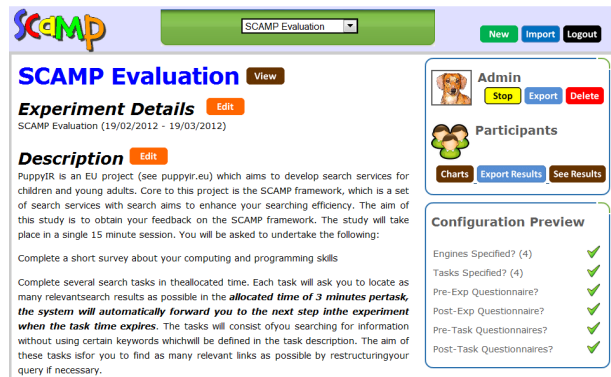 SCAMP
SCAMP Evaluation
New Import Logout
SCAMP Evaluation View
Experiment Details Edit
SCAMP Evaluation (19/02/2012 - 19/03/2012)
Description Edit
PuppyIR is an EU project (see puppyir.eu) which aims to develop search services for
children and young adults. Core to this project is the SCAMP framework, which is a set
of search services with search aims to enhance your searching efficiency. The aim of
this study is to obtain your feedback on the SCAMP framework. The study will take
place in a single 15 minute session. You will be asked to undertake the following:
Complete a short survey about your computing and programming skills
Complete several search tasks in theallocated time. Each task will ask you to locate as
many relevantsearch results as possible in the allocated time of 3 minutes pertask,
the system will automatically forward you to the next step inthe experiment
when the task time expires. The tasks will consist ofyou searching for information
without using certain keywords whichwill be defined in the task description. The aim of
these tasks isfor you to find as many relevant links as possible by restructuringyour
query if necessary.
Admin
Stop Export Delete
Participants
Charts Export Results See Results
Configuration Preview
Engines Specified? (4)
Tasks Specified? (4)
Pre-Exp Questionnaire?
Post-Exp Questionnaire?
Pre-Task Questionnaires?
Post-Task Questionnaires?